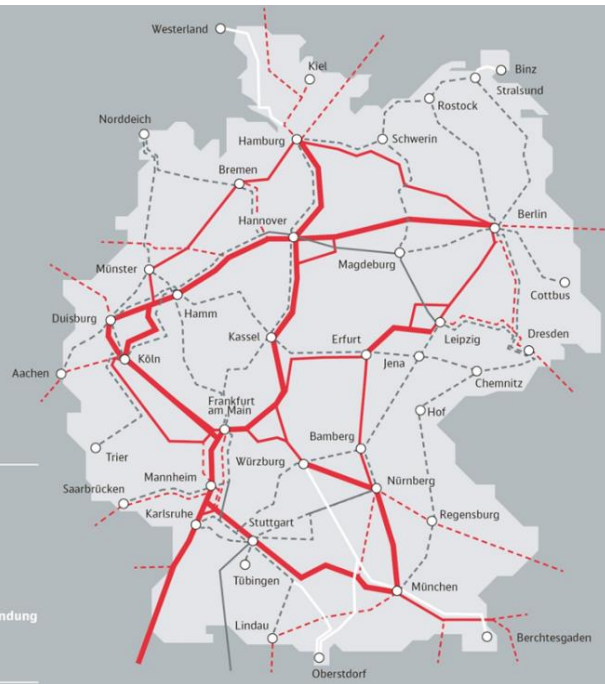 Westerland
Kiel
Binz
Stralsund
Rostock
Norddeich
Hamburg
Schwerin
Bremen
Hannover
Berlin
Magdeburg
Münster
Cottbus
Hamm
Duisburg
Kassel
Erfurt
Leipzig
Dresden
Köln
Jena
Aachen
Chemnitz
Frankfurt
am Main
Hof
Bamberg
Trier
Würzburg
Mannheim
Nürnberg
Saarbrücken
Karlsruhe
Stuttgart
Regensburg
Tübingen
München
ndung
Lindau
Berchtesgaden
Oberstdorf